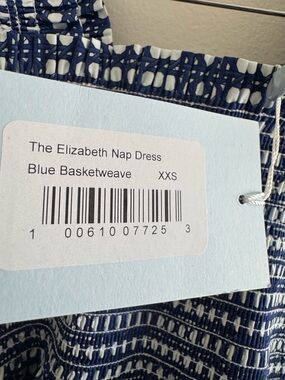 The Elizabeth Nap Dress
Blue Basketweave XXS
1 00610 07725 3